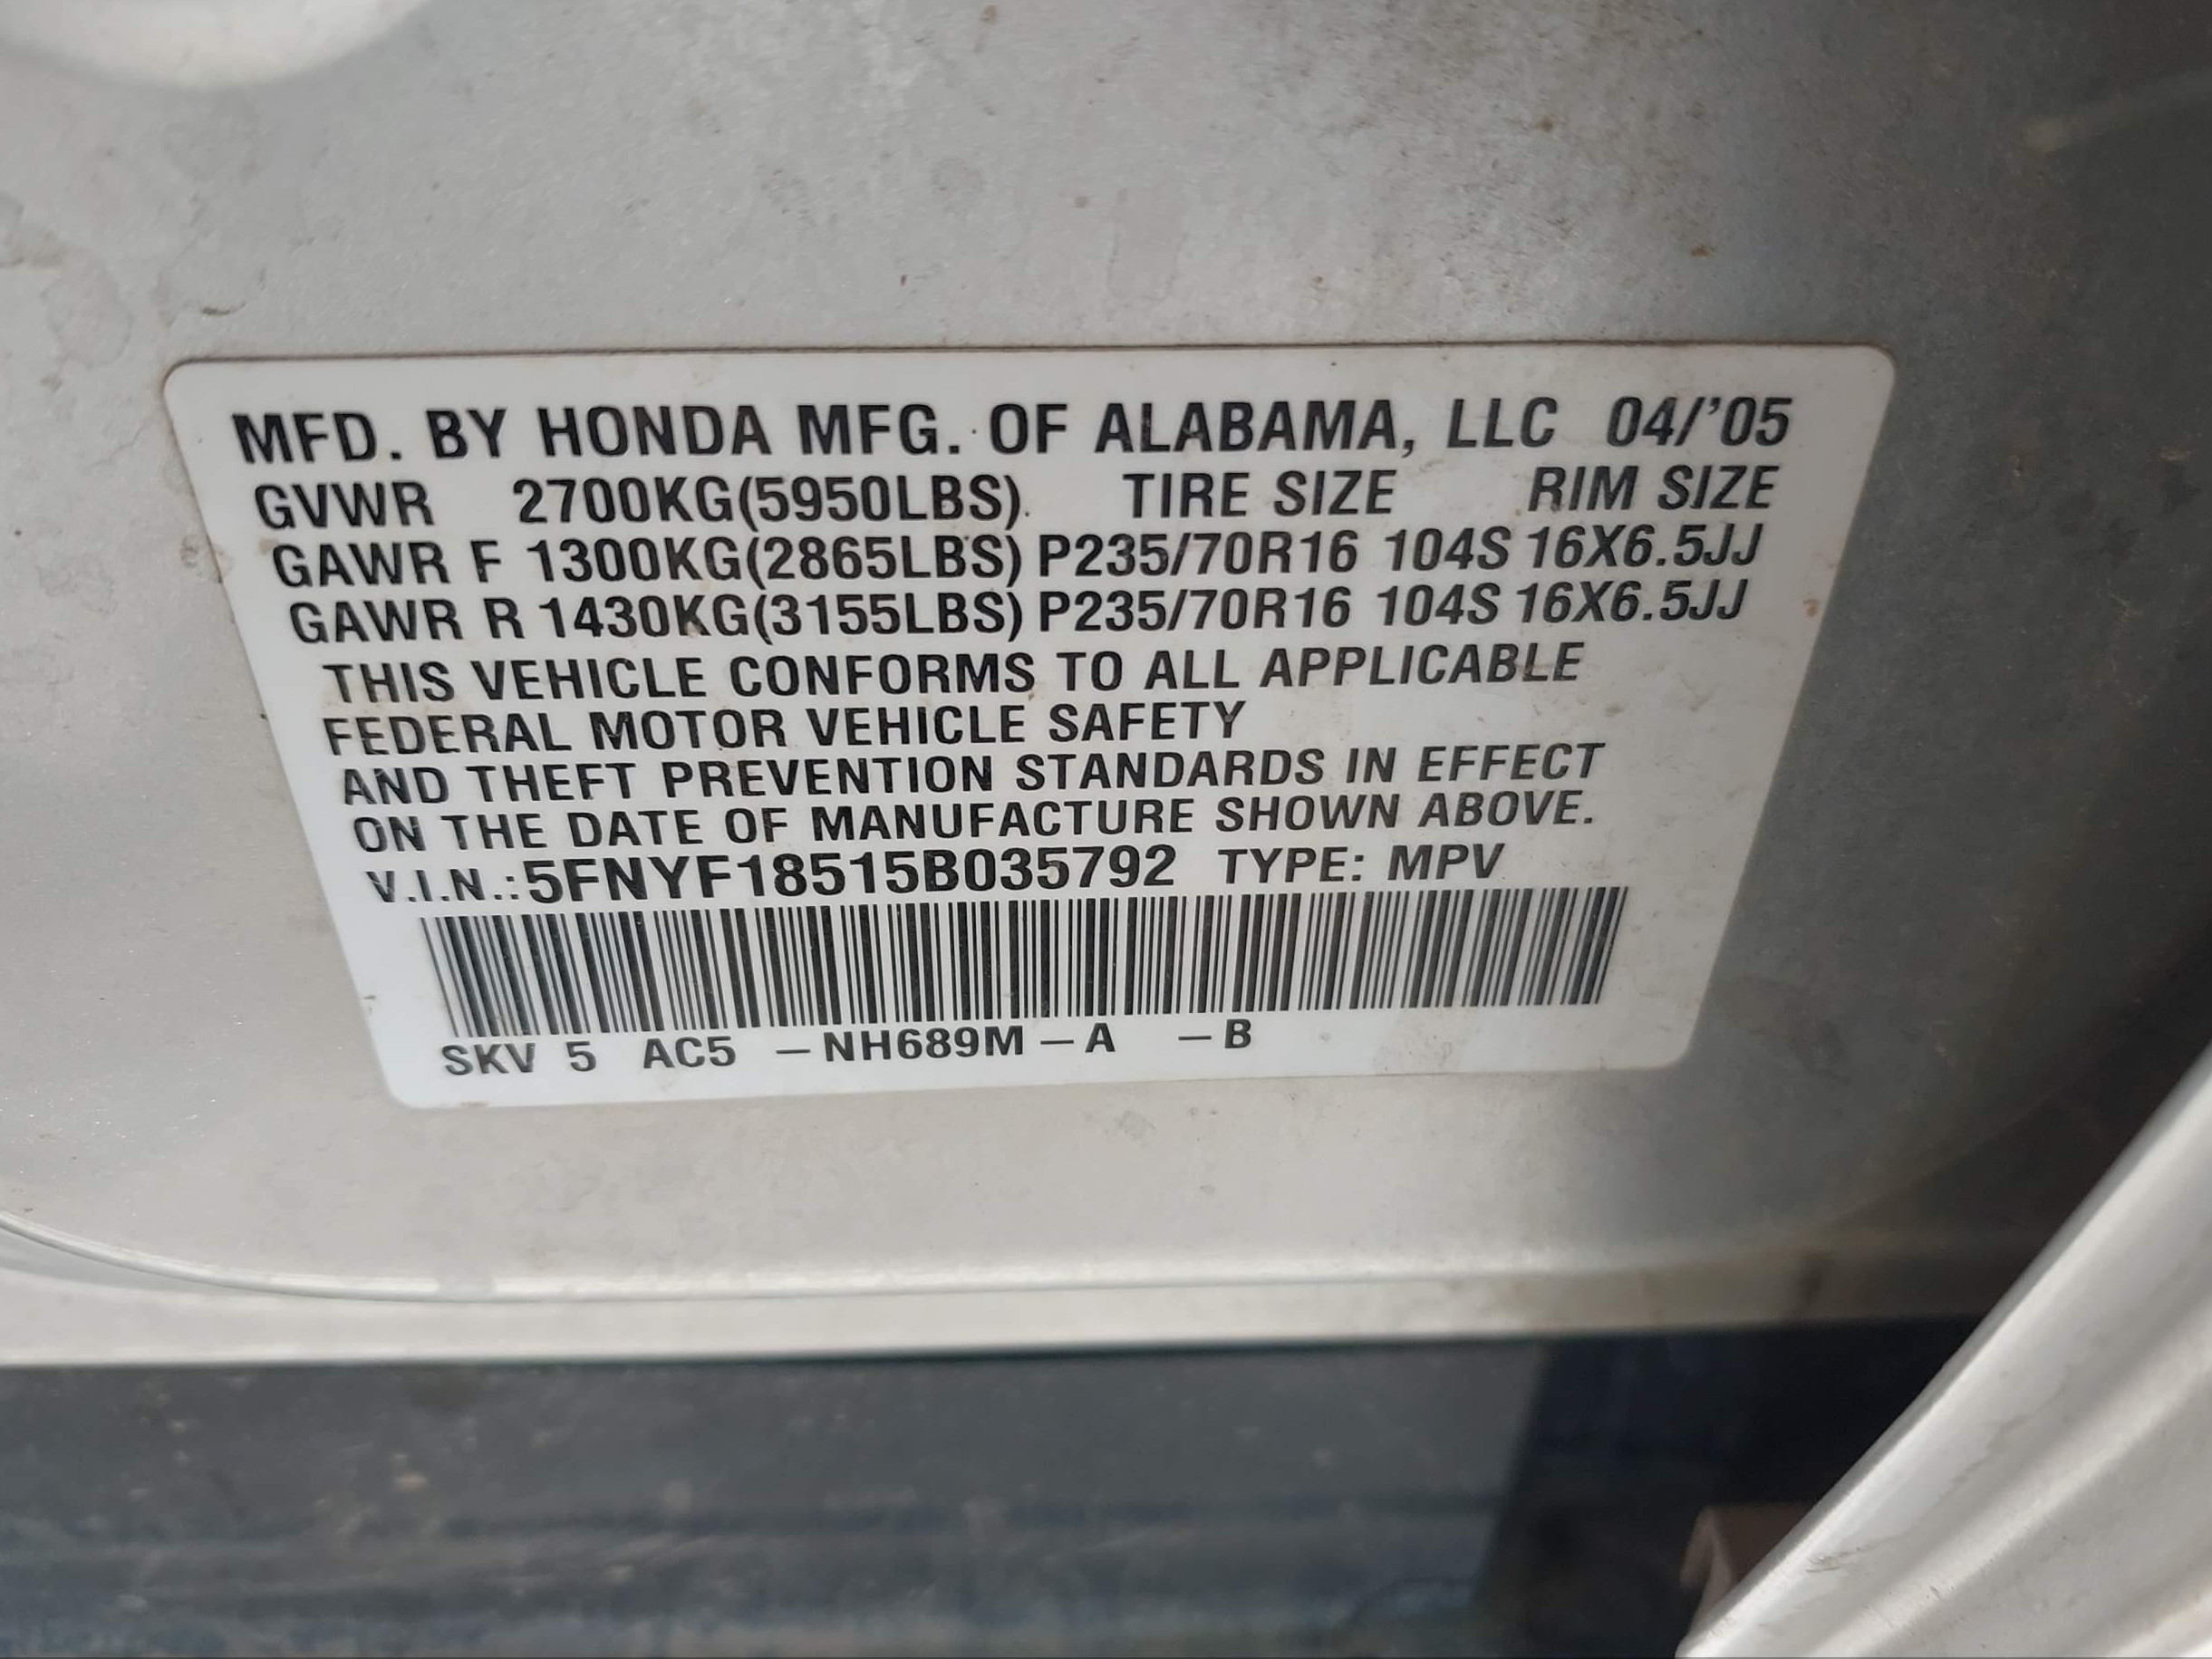 MFD. BY HONDA MFG. OF ALABAMA, LLC 04/'05
GVWR 2700KG(5950LBS) TIRE SIZE RIM SIZE
GAWR F 1300KG(2865LBS) P235/70R16 104S 16X6.5JJ
GAWR R 1430KG(3155LBS) P235/70R16 104S 16X6.5JJ
THIS VEHICLE CONFORMS TO ALL APPLICABLE
FEDERAL MOTOR VEHICLE SAFETY
AND THEFT PREVENTION STANDARDS IN EFFECT
ON THE DATE OF MANUFACTURE SHOWN ABOVE.
V.I.N.:5FNYF18515B035792 TYPE: MPV
SKV 5 AC5 –NH689M–A –B